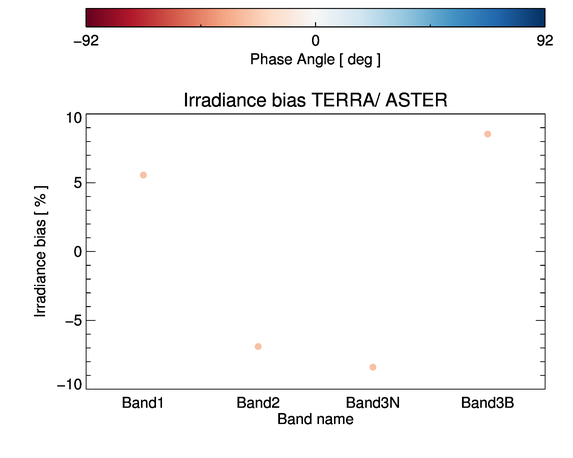 −92 0 92
Phase Angle [ deg ]
Irradiance bias TERRA/ ASTER
10
5
0
−5
−10
Irradiance bias [ % ]
Band1 Band2 Band3N Band3B
Band name